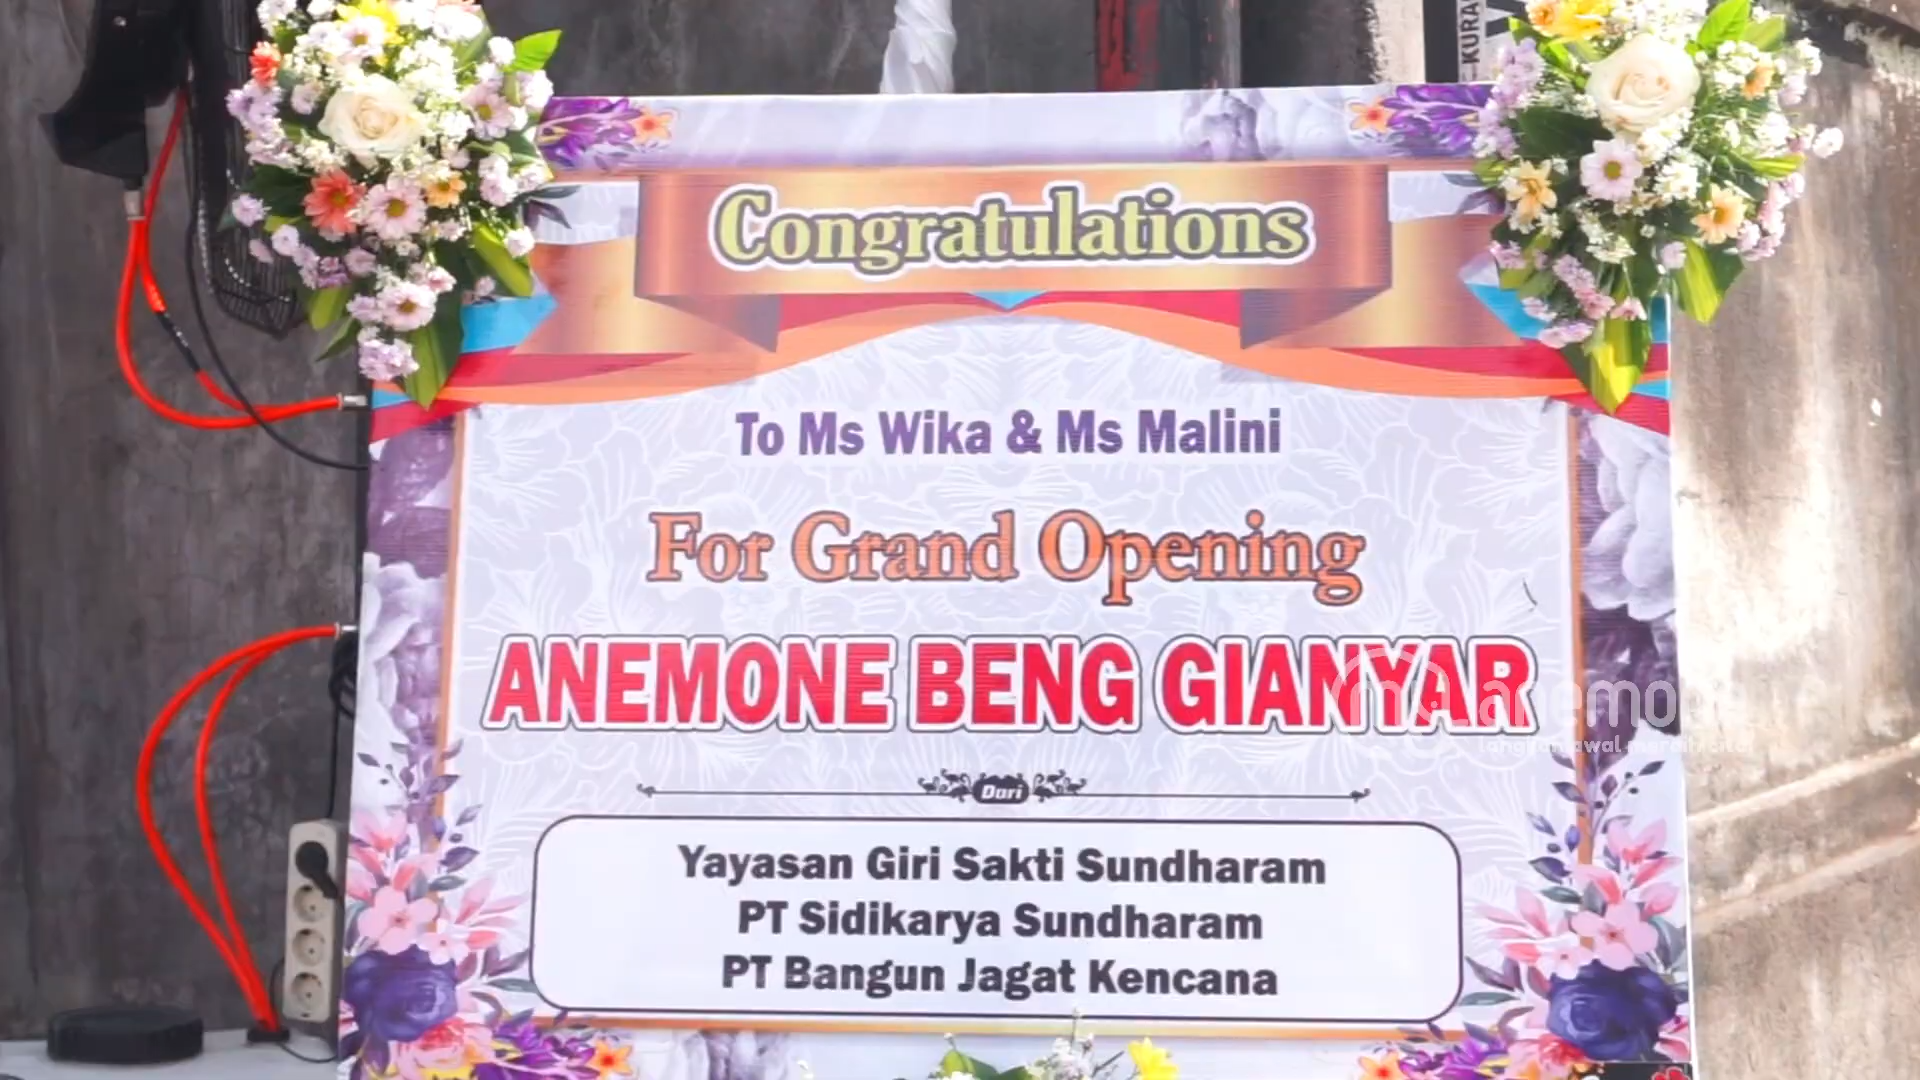 KURA
Congratulations
To Ms Wika & Ms Malini
For Grand Opening
ANEMONE BENG GIANYAR
Dari
Yayasan Giri Sakti Sundharam
PT Sidikarya Sundharam
PT Bangun Jagat Kencana